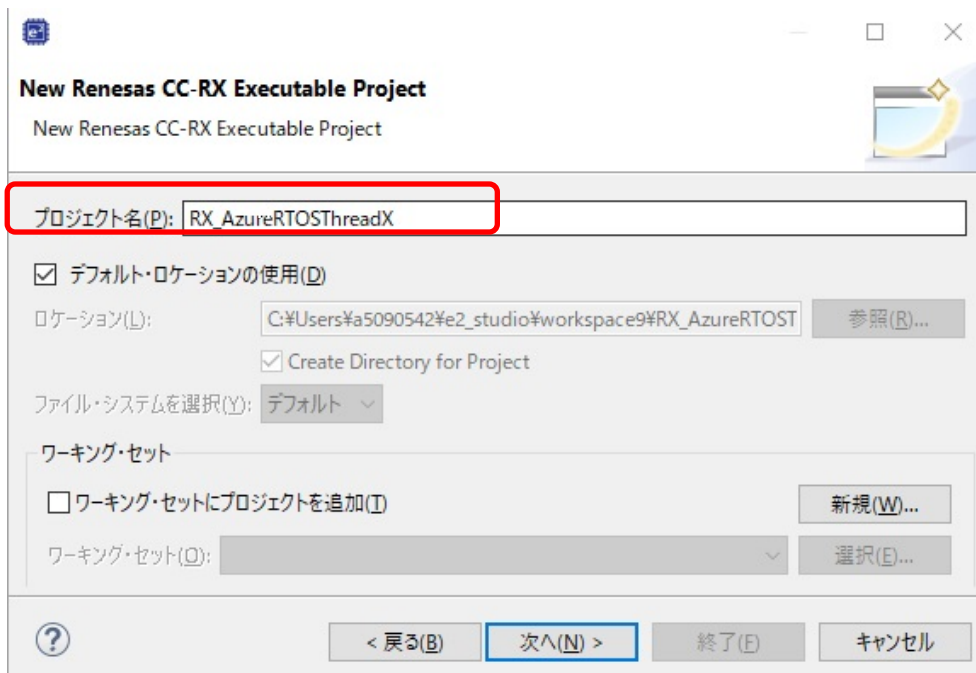 New Renesas CC-RX Executable Project
New Renesas CC-RX Executable Project
プロジェクト名(P): RX_AzureRTOSThreadX
デフォルト・ロケーションの使用(D)
ロケーション(L): C:¥Users¥a5090542¥e2_studio¥workspace9¥RX_AzureRTOST 参照(R)...
Create Directory for Project
ファイル・システムを選択(Y): デフォルト
ワーキング・セット
ワーキング・セットにプロジェクトを追加(T) 新規(W)...
ワーキング・セット(O): 選択(E)...
? < 戻る(B) 次へ(N) > 終了(F) キャンセル